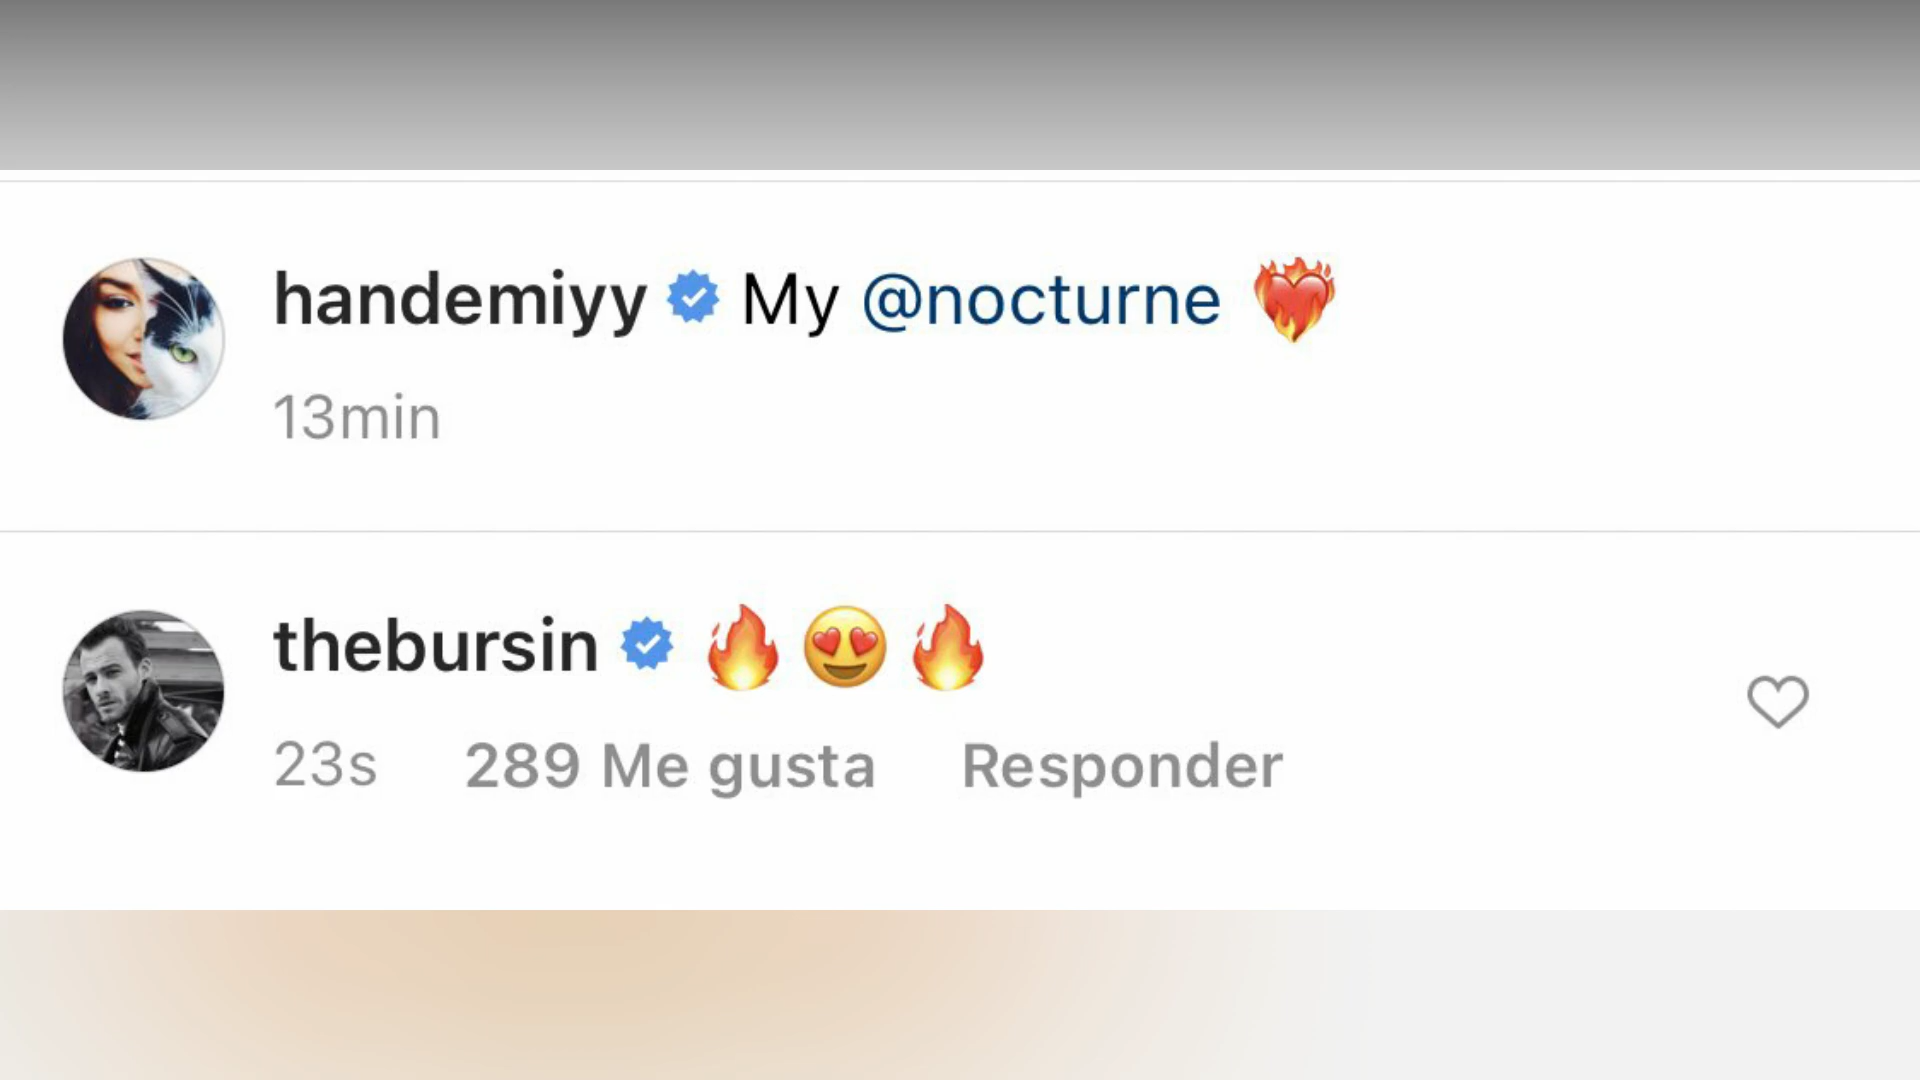 handemiyy My @nocturne ❤️‍🔥
13min
thebursin 🔥😍🔥
23s 289 Me gusta Responder